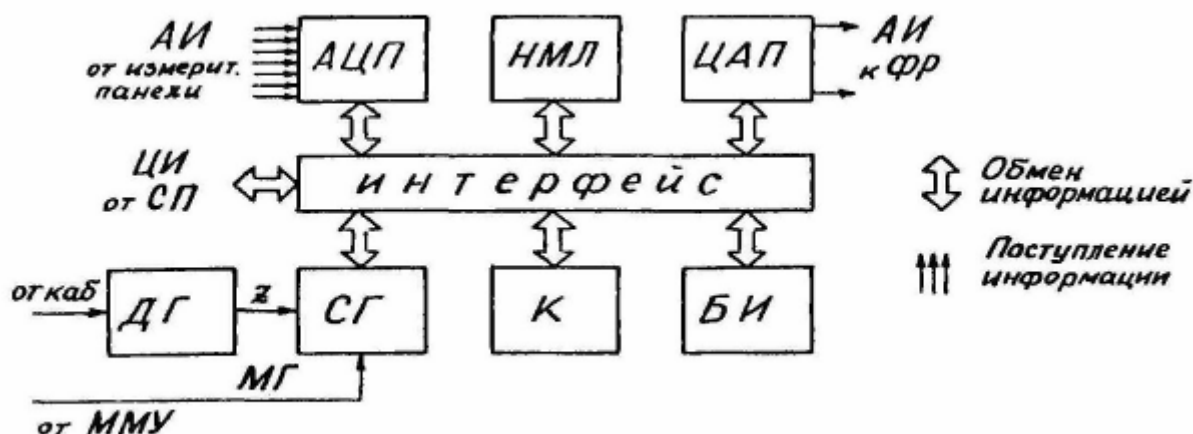 АИ
от измерит.
панели
АЦП
НМЛ
ЦАП
АИ
к ФР
ЦИ
от СП
интерфейс
Обмен
информацией
Поступление
информации
от каб
ДГ
Z
СГ
К
БИ
МГ
от ММУ